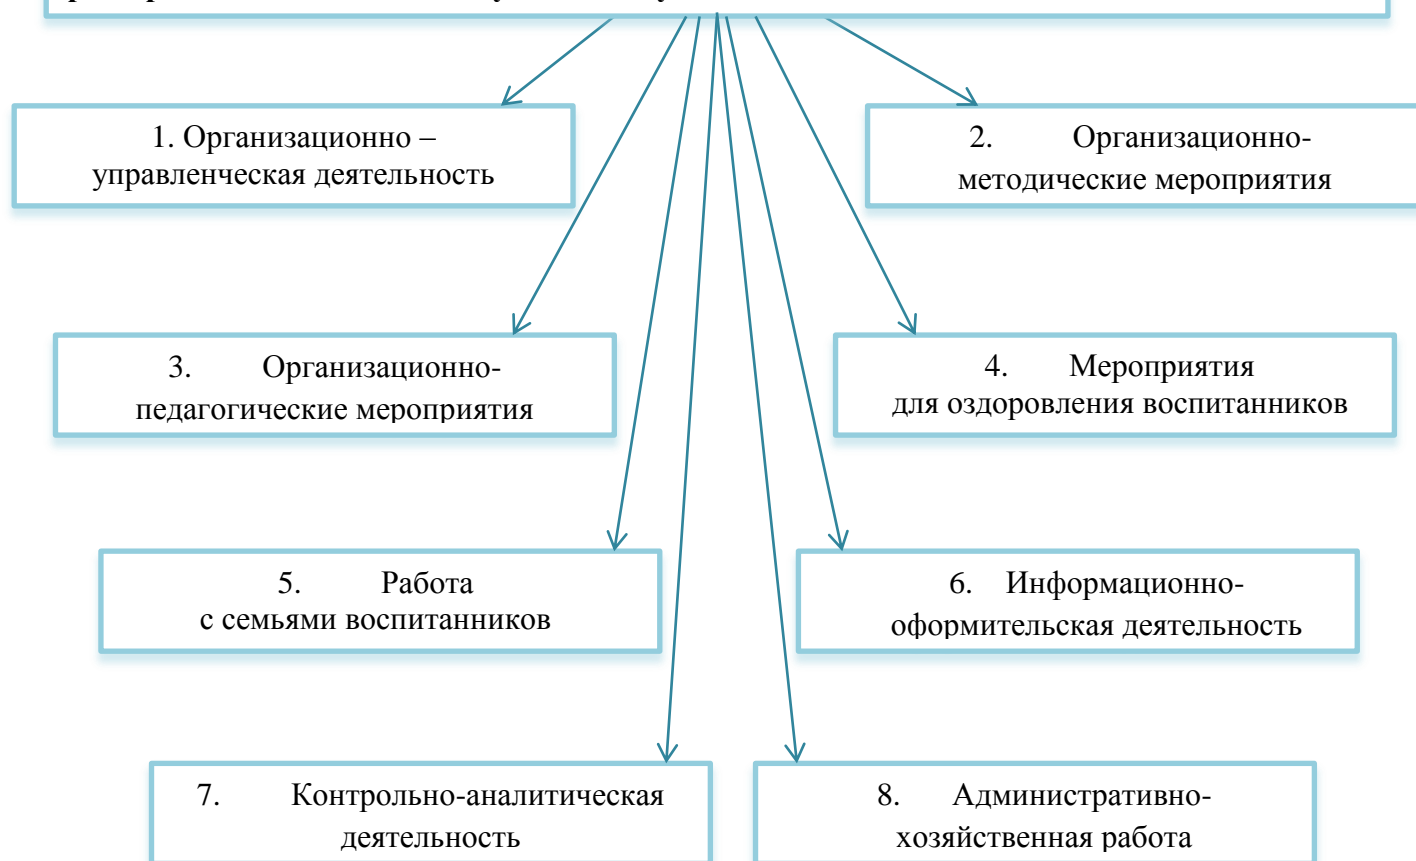 1. Организационно –
управленческая деятельность
2. Организационно-
методические мероприятия
3. Организационно-
педагогические мероприятия
4. Мероприятия
для оздоровления воспитанников
5. Работа
с семьями воспитанников
6. Информационно-
оформительская деятельность
7. Контрольно-аналитическая
деятельность
8. Административно-
хозяйственная работа